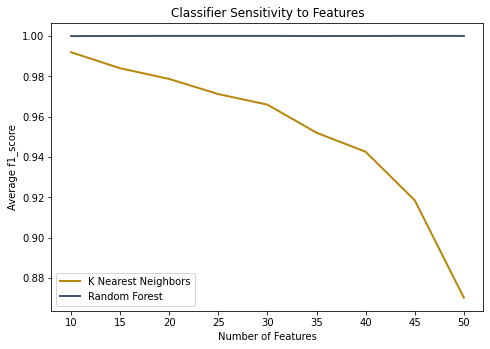 Classifier Sensitivity to Features
Average f1_score
1.00
0.98
0.96
0.94
0.92
0.90
0.88
K Nearest Neighbors
Random Forest
10 15 20 25 30 35 40 45 50
Number of Features